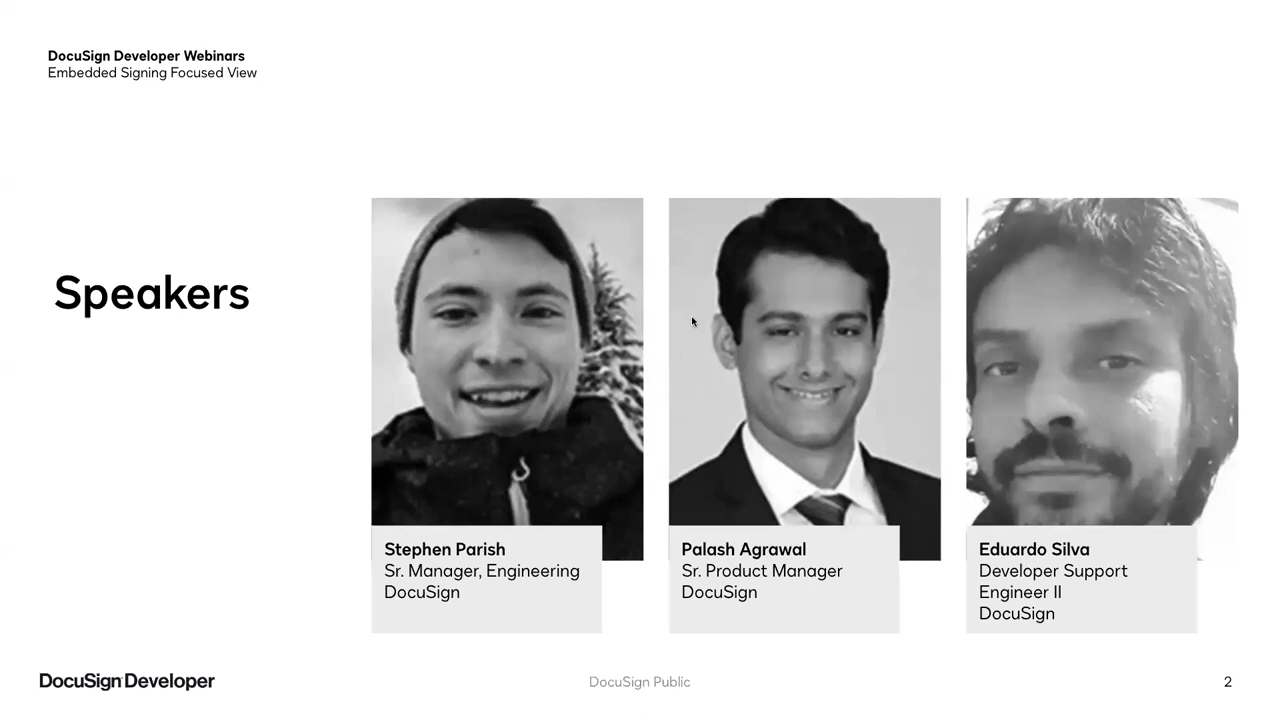 DocuSign Developer Webinars
Embedded Signing Focused View
Speakers
Stephen Parish
Sr. Manager, Engineering
DocuSign
Palash Agrawal
Sr. Product Manager
DocuSign
Eduardo Silva
Developer Support
Engineer II
DocuSign
DocuSign Developer
DocuSign Public
2